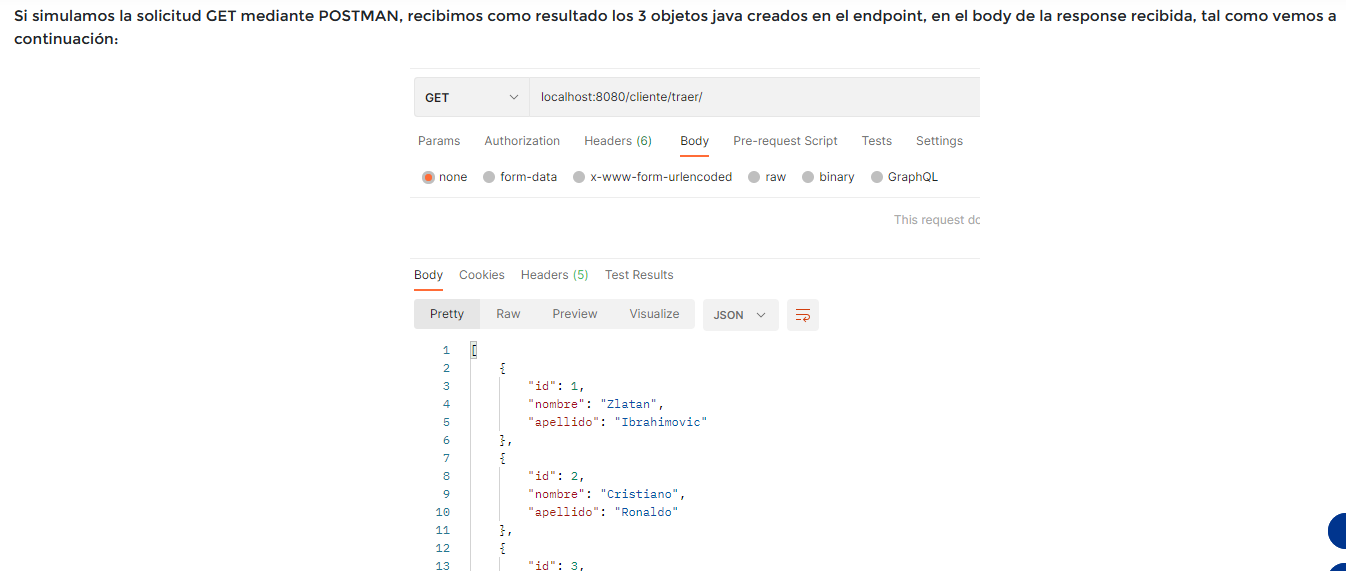 Si simulamos la solicitud GET mediante POSTMAN, recibimos como resultado los 3 objetos java creados en el endpoint, en el body de la response recibida, tal como vemos a
continuación:
GET localhost:8080/cliente/traer/
Params Authorization Headers (6) Body Pre-request Script Tests Settings
none form-data x-www-form-urlencoded raw binary GraphQL
This request do
Body Cookies Headers (5) Test Results
Pretty Raw Preview Visualize JSON
1 [
2 {
3 "id": 1,
4 "nombre": "Zlatan",
5 "apellido": "Ibrahimovic"
6 },
7 {
8 "id": 2,
9 "nombre": "Cristiano",
10 "apellido": "Ronaldo"
11 },
12 {
13 "id": 3,